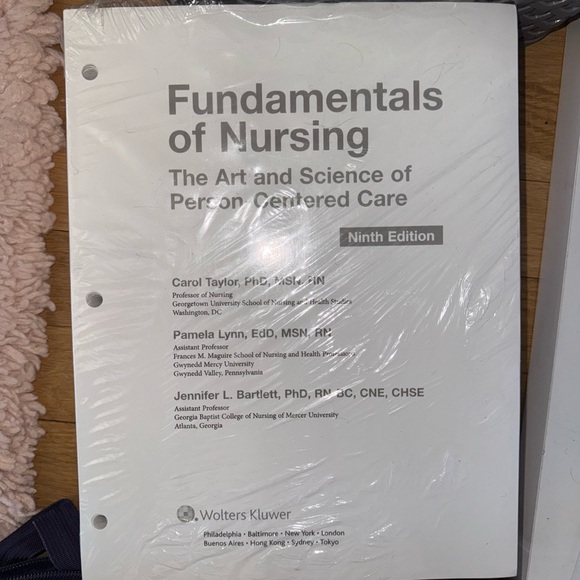 Fundamentals
of Nursing
The Art and Science of
Person-Centered Care
Ninth Edition
Carol Taylor, PhD, MSN, RN
Professor of Nursing
Georgetown University School of Nursing and Health Studies
Washington, DC
Pamela Lynn, EdD, MSN, RN
Assistant Professor
Frances M. Maguire School of Nursing and Health Professions
Gwynedd Mercy University
Gwynedd Valley, Pennsylvania
Jennifer L. Bartlett, PhD, RN-BC, CNE, CHSE
Assistant Professor
Georgia Baptist College of Nursing of Mercer University
Atlanta, Georgia
Wolters Kluwer
Philadelphia • Baltimore • New York • London
Buenos Aires • Hong Kong • Sydney • Tokyo